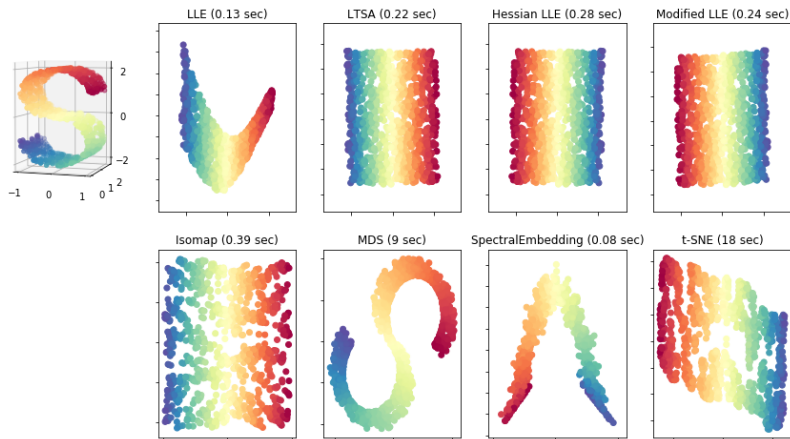 LLE (0.13 sec)
LTSA (0.22 sec)
Hessian LLE (0.28 sec)
Modified LLE (0.24 sec)
2
0
−2
−1
0
1
0
1
2
Isomap (0.39 sec)
MDS (9 sec)
SpectralEmbedding (0.08 sec)
t-SNE (18 sec)